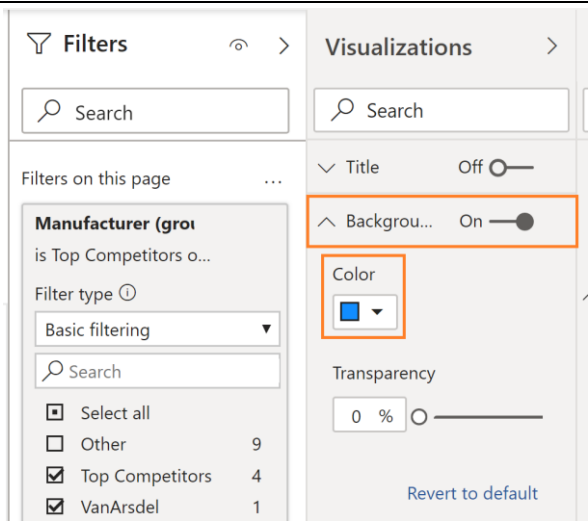 Filters
Search
Filters on this page
...
Manufacturer (grou
is Top Competitors o...
Filter type
Basic filtering
Search
Select all
Other 9
Top Competitors 4
VanArsdel 1
Visualizations
Search
Title Off
Backgrou... On
Color
Transparency
0 %
Revert to default